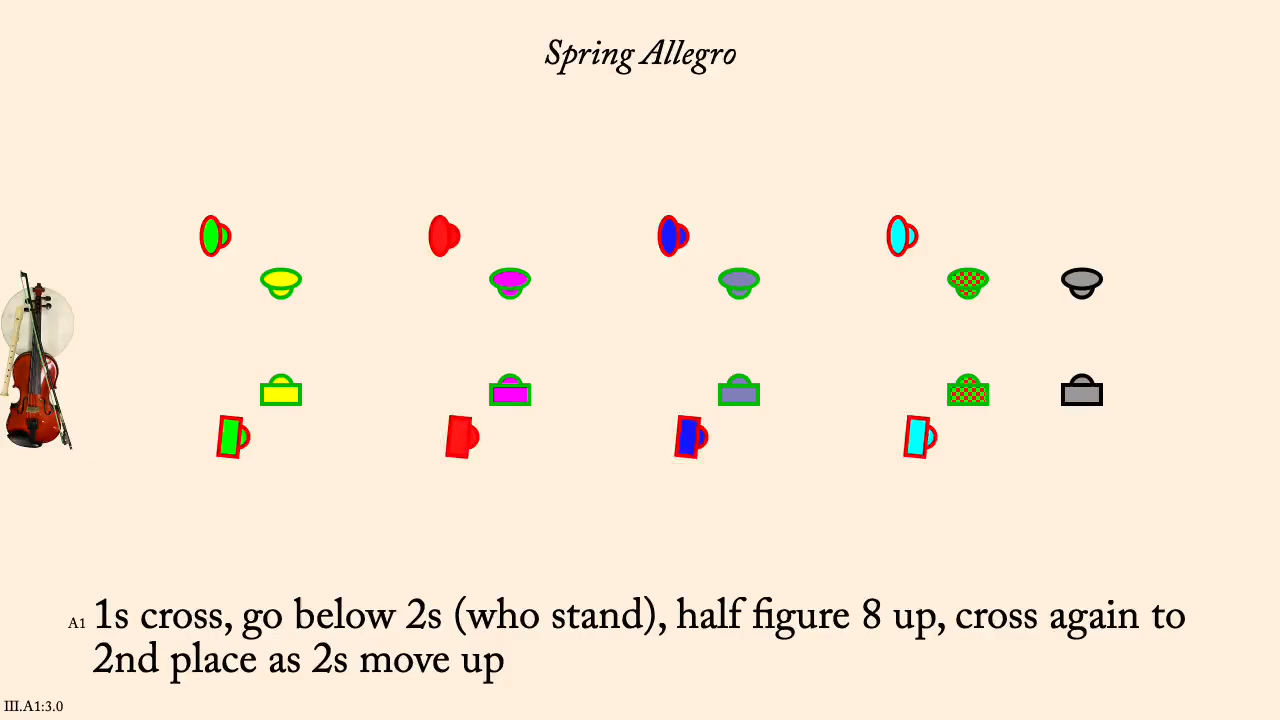 Spring Allegro
A1 1s cross, go below 2s (who stand), half figure 8 up, cross again to
2nd place as 2s move up
III.A1:3.0